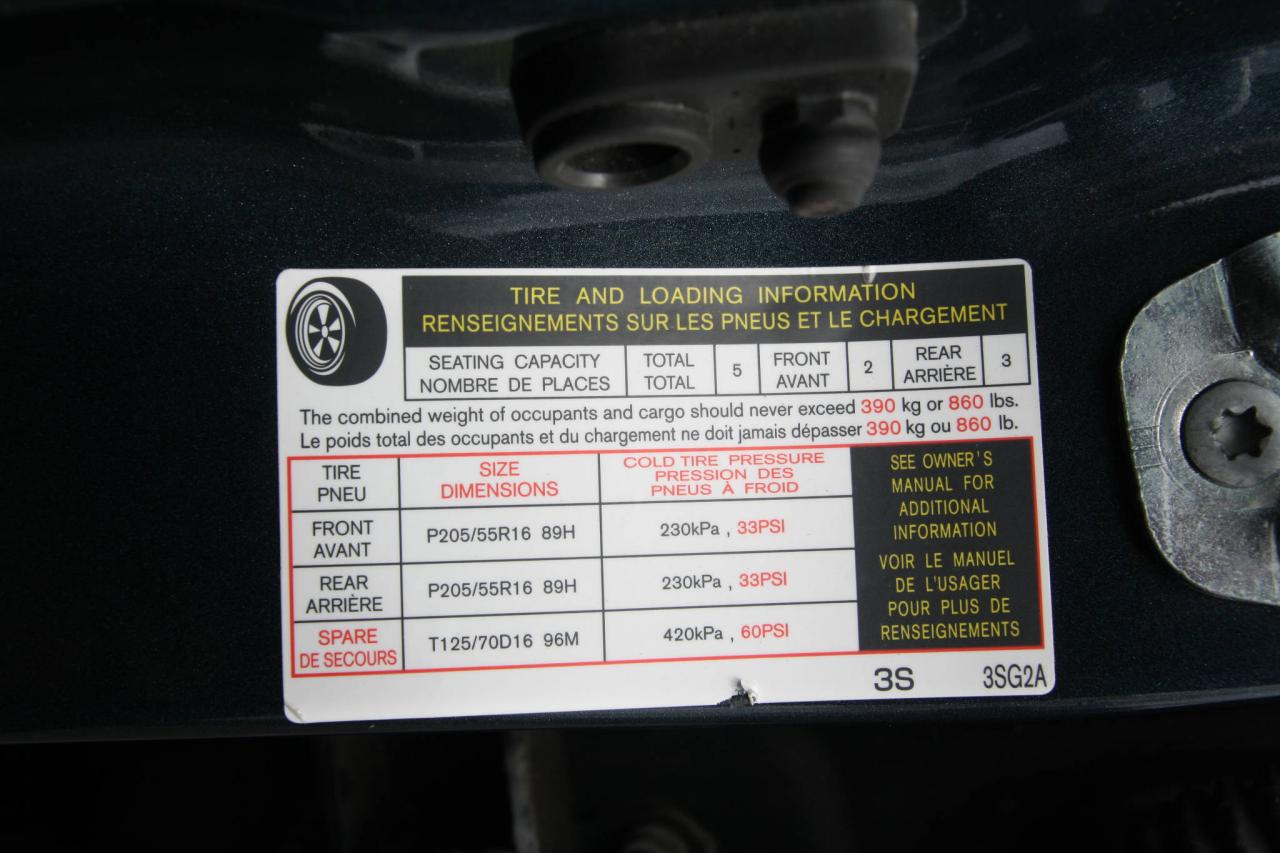 TIRE AND LOADING INFORMATION
RENSEIGNEMENTS SUR LES PNEUS ET LE CHARGEMENT
SEATING CAPACITY
NOMBRE DE PLACES
TOTAL
TOTAL
5
FRONT
AVANT
2
REAR
ARRIÈRE
3
The combined weight of occupants and cargo should never exceed 390 kg or 860 lbs.
Le poids total des occupants et du chargement ne doit jamais dépasser 390 kg ou 860 lb.
TIRE
PNEU
SIZE
DIMENSIONS
COLD TIRE PRESSURE
PRESSION DES
PNEUS À FROID
FRONT
AVANT
P205/55R16 89H
230kPa , 33PSI
REAR
ARRIÈRE
P205/55R16 89H
230kPa , 33PSI
SPARE
DE SECOURS
T125/70D16 96M
420kPa , 60PSI
SEE OWNER'S
MANUAL FOR
ADDITIONAL
INFORMATION
VOIR LE MANUEL
DE L'USAGER
POUR PLUS DE
RENSEIGNEMENTS
3S
3SG2A